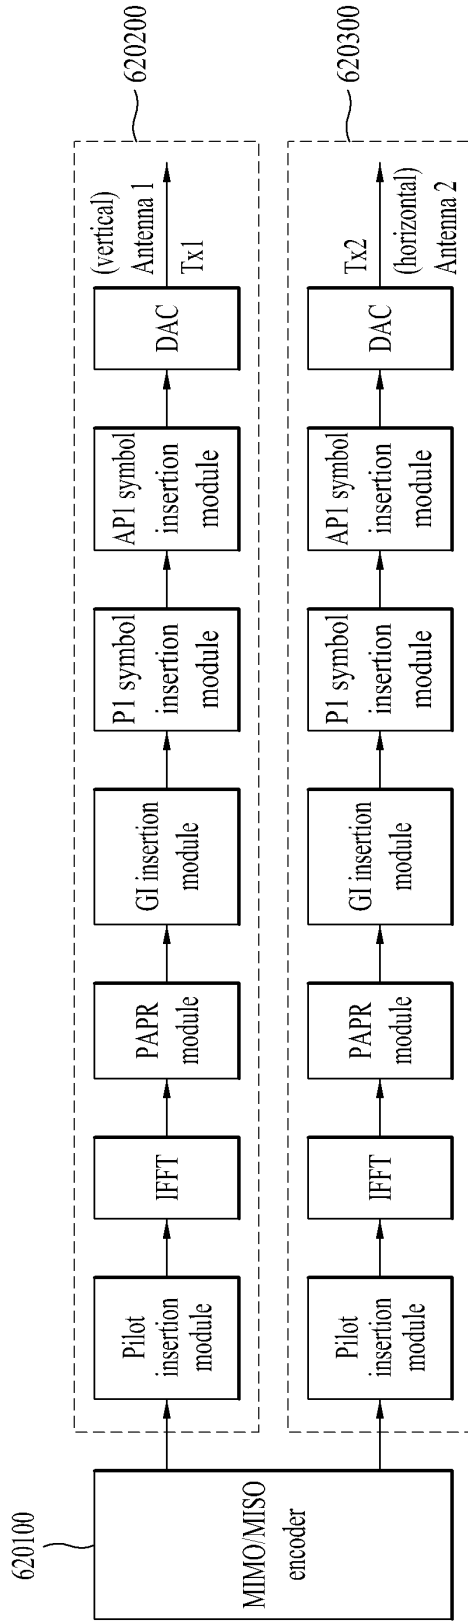 620100
MIMO/MISO
encoder
620200
Pilot
insertion
module
IFFT
PAPR
module
GI insertion
module
P1 symbol
insertion
module
AP1 symbol
insertion
module
DAC
(vertical)
Antenna 1
Tx1
620300
Pilot
insertion
module
IFFT
PAPR
module
GI insertion
module
P1 symbol
insertion
module
AP1 symbol
insertion
module
DAC
Tx2
(horizontal)
Antenna 2